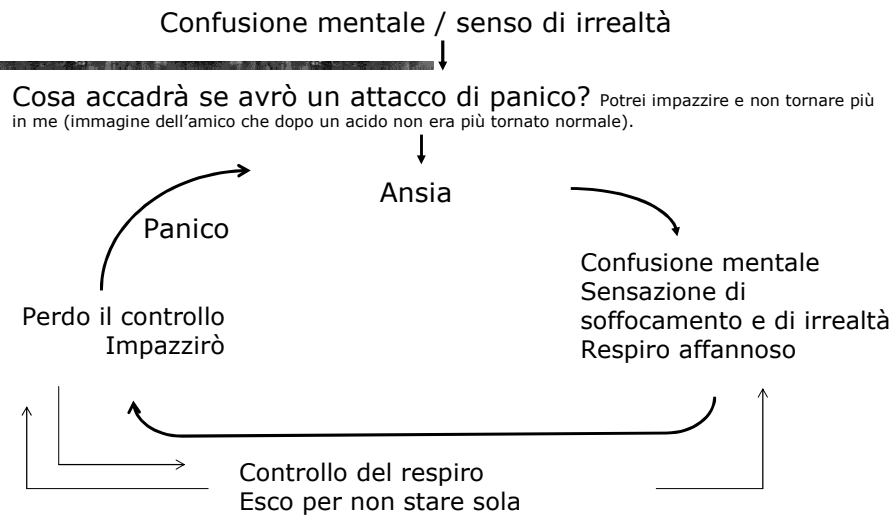 Confusione mentale / senso di irrealtà
Cosa accadrà se avrò un attacco di panico? Potrei impazzire e non tornare più
in me (immagine dell'amico che dopo un acido non era più tornato normale).
Ansia
Panico
Confusione mentale
Sensazione di
soffocamento e di irrealtà
Respiro affannoso
Perdo il controllo
Impazzirò
Controllo del respiro
Esco per non stare sola